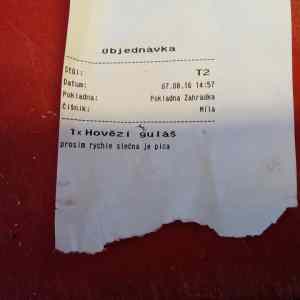 Objednávka
Stůl: T2
Datum: 07.08.16 14:57
Pokladna: Pokladna Zahrádka
Číšník: Míla
1x Hovězí guláš
prosim rychle slečna je pica